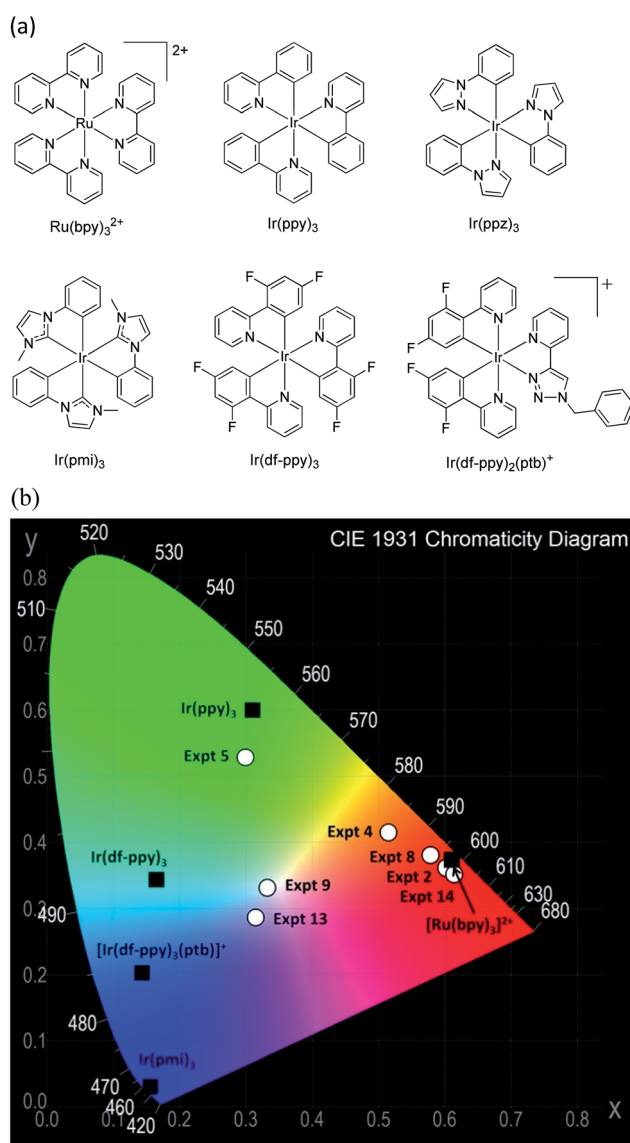 (a)
2+
N
N
N
N
Ru
N
N
Ru(bpy)₃²⁺
N
N
Ir
N
Ir(ppy)₃
N
N
N
N
Ir
N
N
Ir(ppz)₃
N
N
N
Ir
N
N
N
Ir(pmi)₃
F
F
N
N
Ir
F
F
N
F
F
Ir(df-ppy)₃
+
F
F
N
N
Ir
F
N
N
N
N
F
Ir(df-ppy)₂(ptb)⁺
(b)
CIE 1931 Chromaticity Diagram
y
520
530
540
550
560
570
580
590
600
610
630
680
510
490
480
470
460
420
0.8
0.7
0.6
0.5
0.4
0.3
0.2
0.1
0.0
Ir(ppy)₃
Expt 5
Expt 4
Ir(df-ppy)₃
Expt 8
Expt 9
Expt 2
Expt 14
Expt 13
[Ru(bpy)₃]²⁺
[Ir(df-ppy)₃(ptb)]⁺
Ir(pmi)₃
0.0 0.1 0.2 0.3 0.4 0.5 0.6 0.7 0.8
x